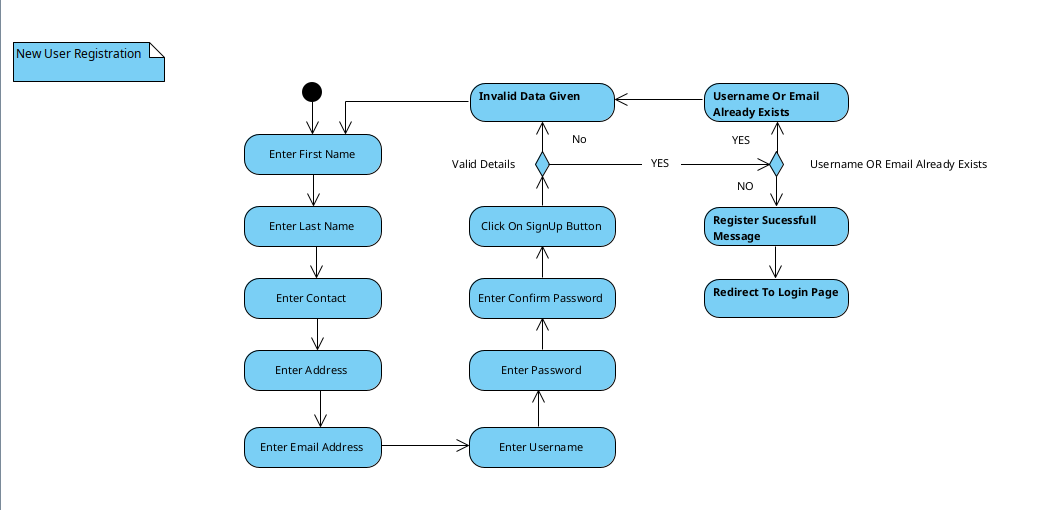 New User Registration
Enter First Name
Enter Last Name
Enter Contact
Enter Address
Enter Email Address
Enter Username
Enter Password
Enter Confirm Password
Click On SignUp Button
Valid Details
No
Invalid Data Given
YES
Username OR Email Already Exists
YES
Username Or Email
Already Exists
NO
Register Sucessfull
Message
Redirect To Login Page